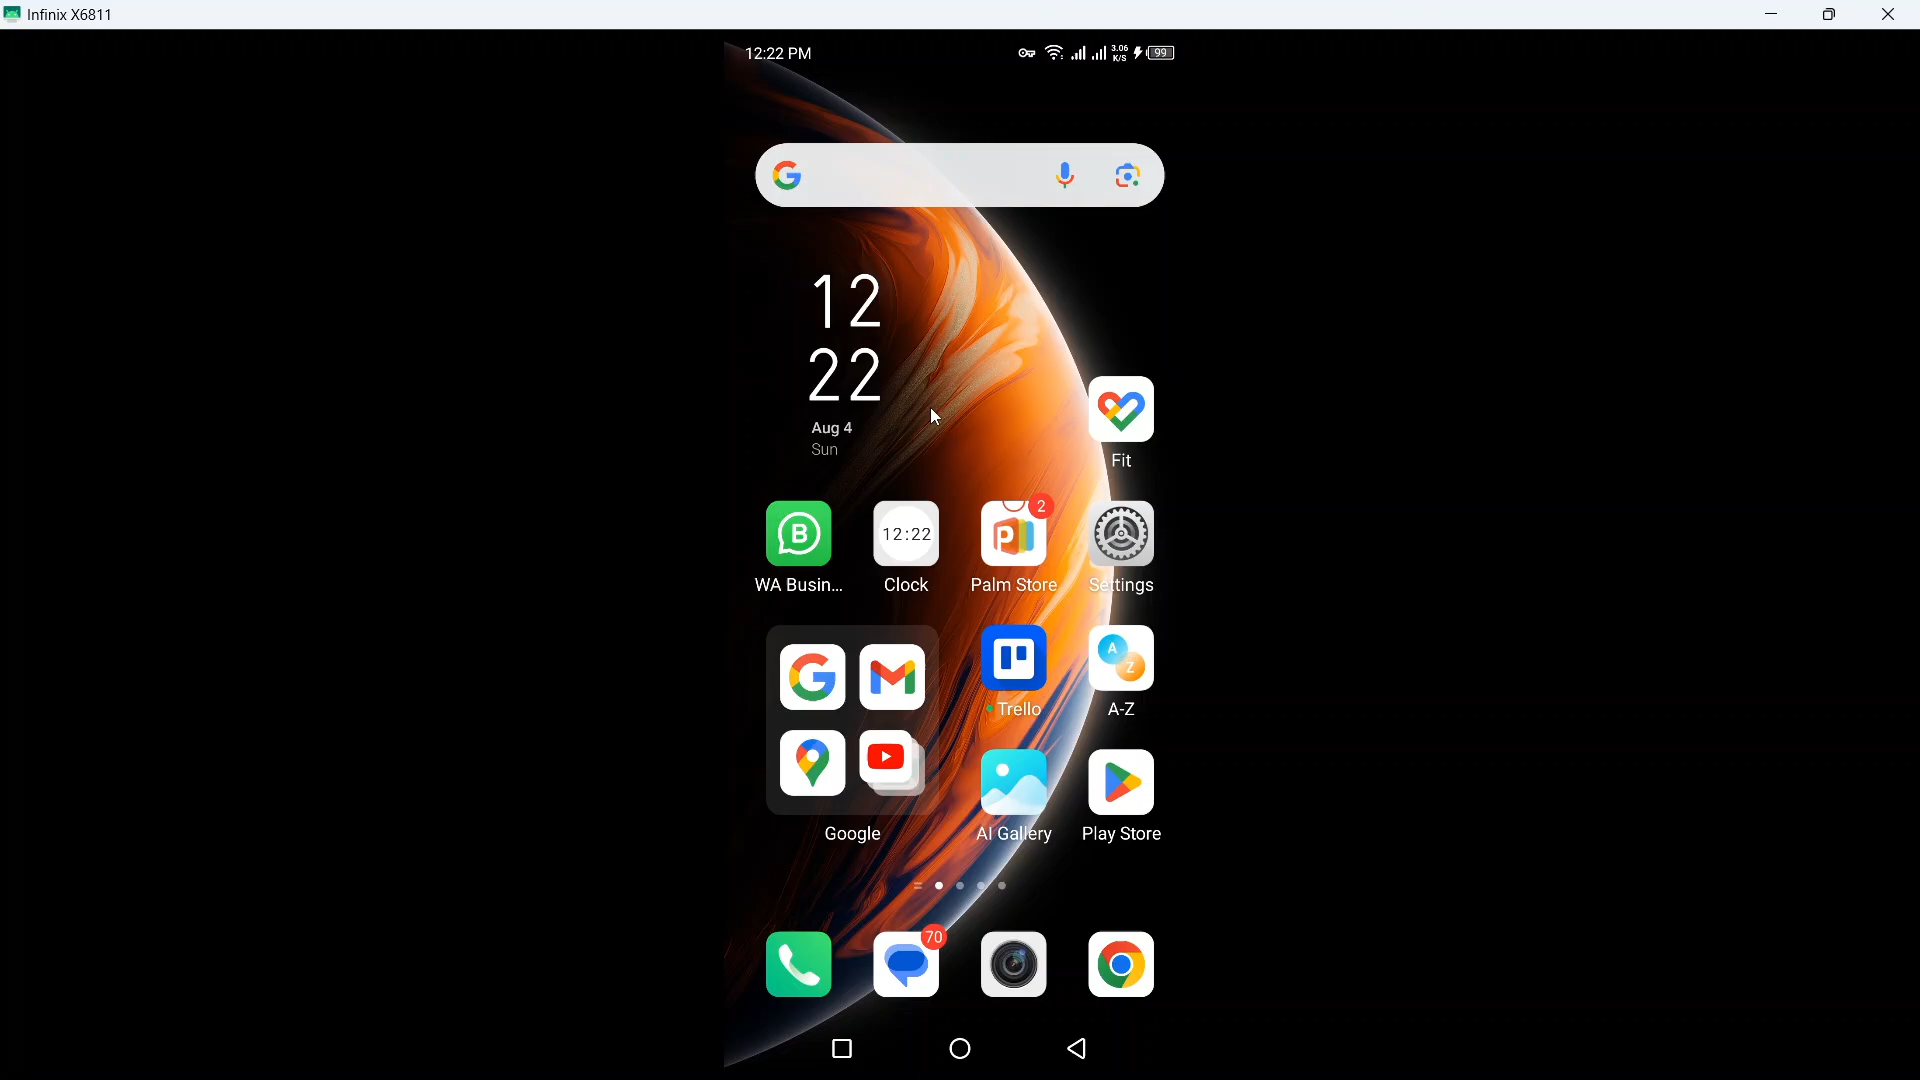 Infinix X6811
12:22 PM
3.06
K/S
99
12
22
Aug 4
Sun
Fit
B
12:22
P
2
WA Busin...
Clock
Palm Store
Settings
A
Z
Trello
A-Z
Google
AI Gallery
Play Store
70